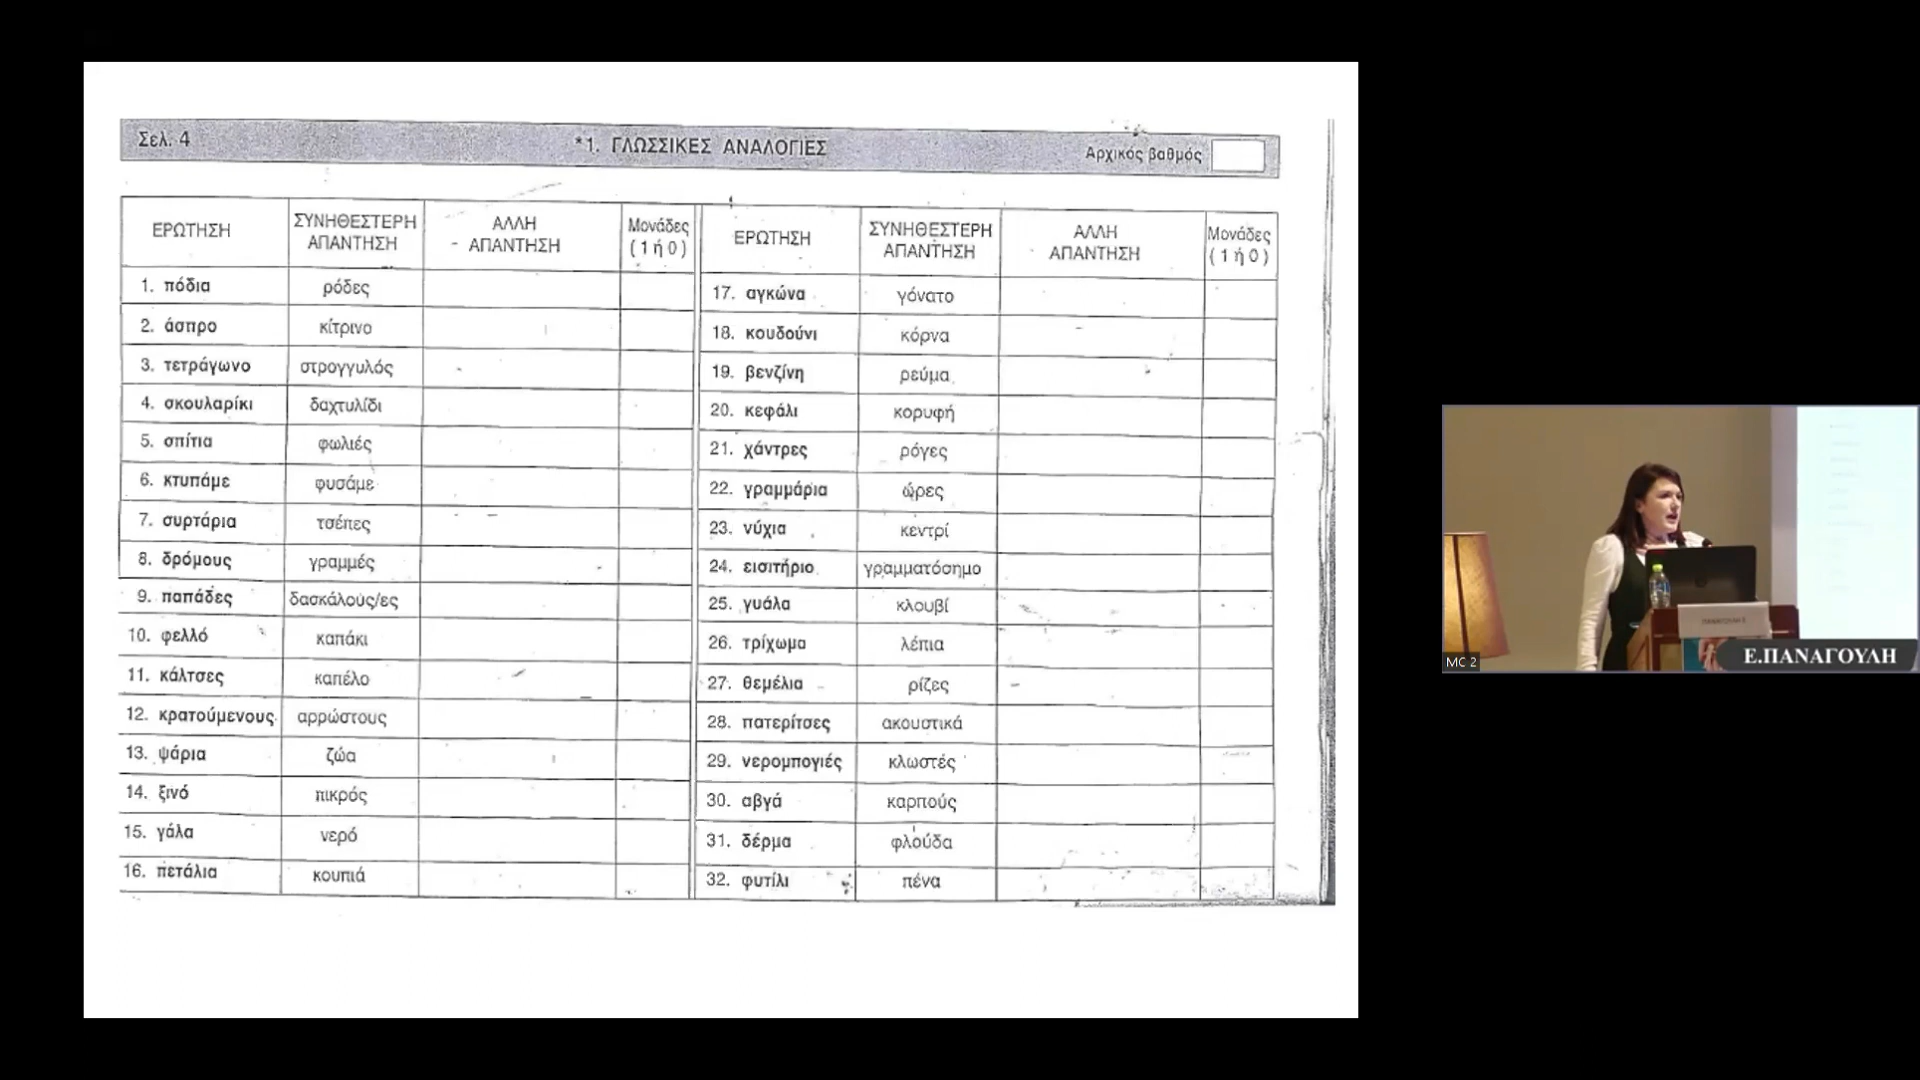 Σελ. 4 *1. ΓΛΩΣΣΙΚΕΣ ΑΝΑΛΟΓΙΕΣ Αρχικός βαθμός
ΕΡΩΤΗΣΗ ΣΥΝΗΘΕΣΤΕΡΗ ΑΠΑΝΤΗΣΗ ΑΛΛΗ ΑΠΑΝΤΗΣΗ Μονάδες (1 ή 0)
1. πόδια ρόδες
2. άσπρο κίτρινο
3. τετράγωνο στρογγυλός
4. σκουλαρίκι δαχτυλίδι
5. σπίτια φωλιές
6. κτυπάμε φυσάμε
7. συρτάρια τσέπες
8. δρόμους γραμμές
9. παπάδες δασκάλους/ες
10. φελλό καπάκι
11. κάλτσες καπέλο
12. κρατούμενους αρρώστους
13. ψάρια ζώα
14. ξινό πικρός
15. γάλα νερό
16. πετάλια κουπιά
ΕΡΩΤΗΣΗ ΣΥΝΗΘΕΣΤΕΡΗ ΑΠΑΝΤΗΣΗ ΑΛΛΗ ΑΠΑΝΤΗΣΗ Μονάδες (1 ή 0)
17. αγκώνα γόνατο
18. κουδούνι κόρνα
19. βενζίνη ρεύμα
20. κεφάλι κορυφή
21. χάντρες ρόγες
22. γραμμάρια ώρες
23. νύχια κεντρί
24. εισιτήριο γραμματόσημο
25. γυάλα κλουβί
26. τρίχωμα λέπια
27. θεμέλια ρίζες
28. πατερίτσες ακουστικά
29. νερομπογιές κλωστές
30. αβγά καρπούς
31. δέρμα φλούδα
32. φυτίλι πένα
MC 2
Ε.ΠΑΝΑΓΟΥΛΗ